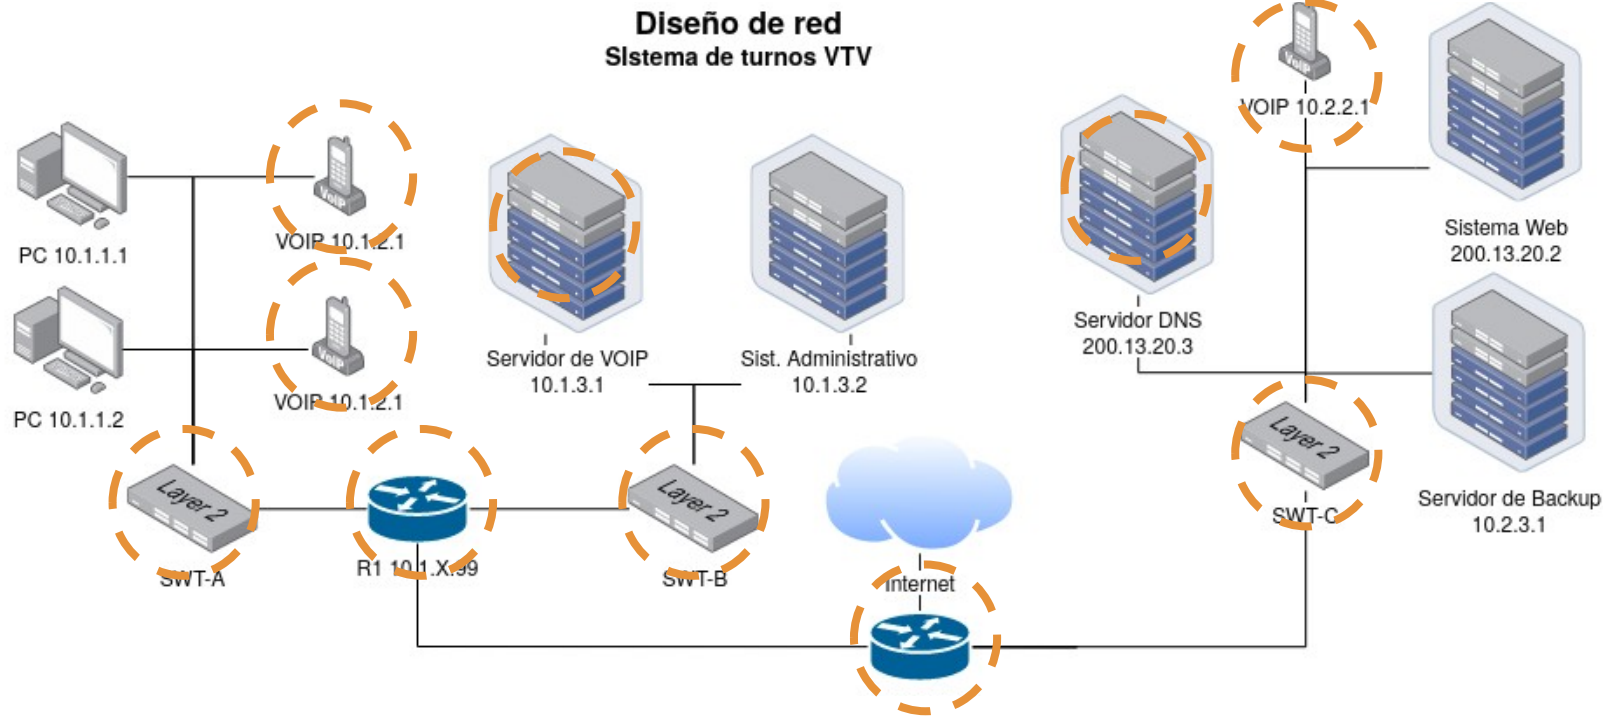 Diseño de red
SIstema de turnos VTV
VoIP
VOIP 10.2.2.1
Sistema Web
200.13.20.2
VoIP
VOIP 10.1.2.1
PC 10.1.1.1
VoIP
VOIP 10.1.2.1
PC 10.1.1.2
Servidor de VOIP
10.1.3.1
Sist. Administrativo
10.1.3.2
Servidor DNS
200.13.20.3
Layer 2
SWT-A
R1 10.1.X.99
Layer 2
SWT-B
Internet
Layer 2
SWT-C
Servidor de Backup
10.2.3.1